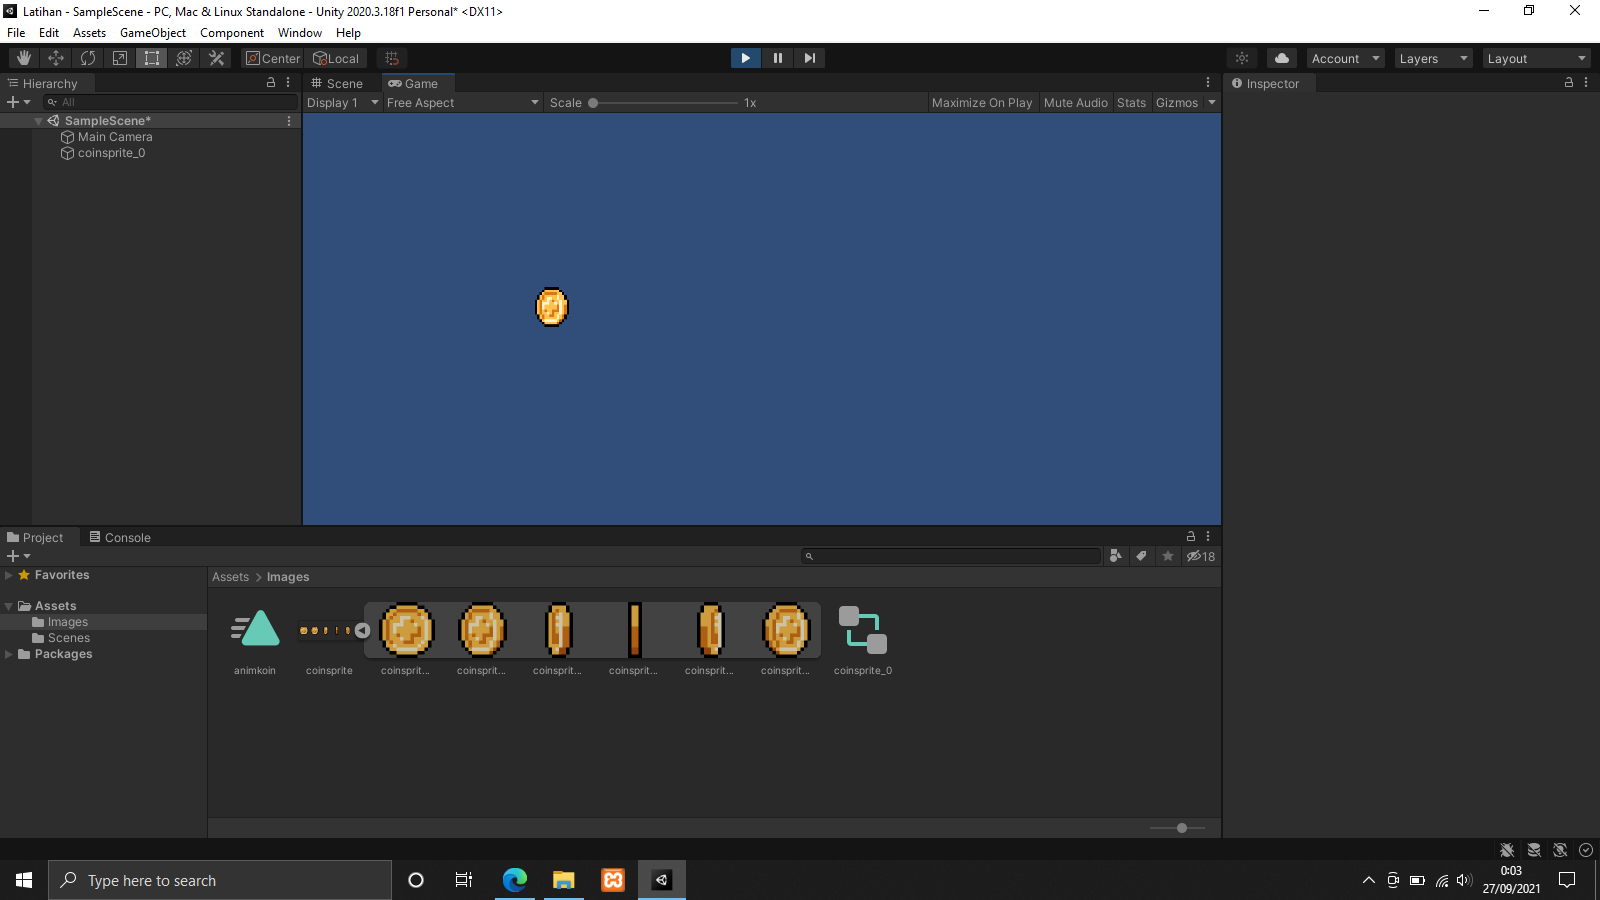 Latihan - SampleScene - PC, Mac & Linux Standalone - Unity 2020.3.18f1 Personal* <DX11>
File Edit Assets GameObject Component Window Help
Center Local Account Layers Layout
Hierarchy Scene Game Inspector
All Display 1 Free Aspect Scale 1x Maximize On Play Mute Audio Stats Gizmos
SampleScene*
Main Camera
coinsprite_0
Project Console
18
Favorites Assets > Images
Assets
Images
Scenes
Packages
animkoin coinsprite coinsprit... coinsprit... coinsprit... coinsprit... coinsprit... coinsprit... coinsprite_0
Type here to search
0:03
27/09/2021